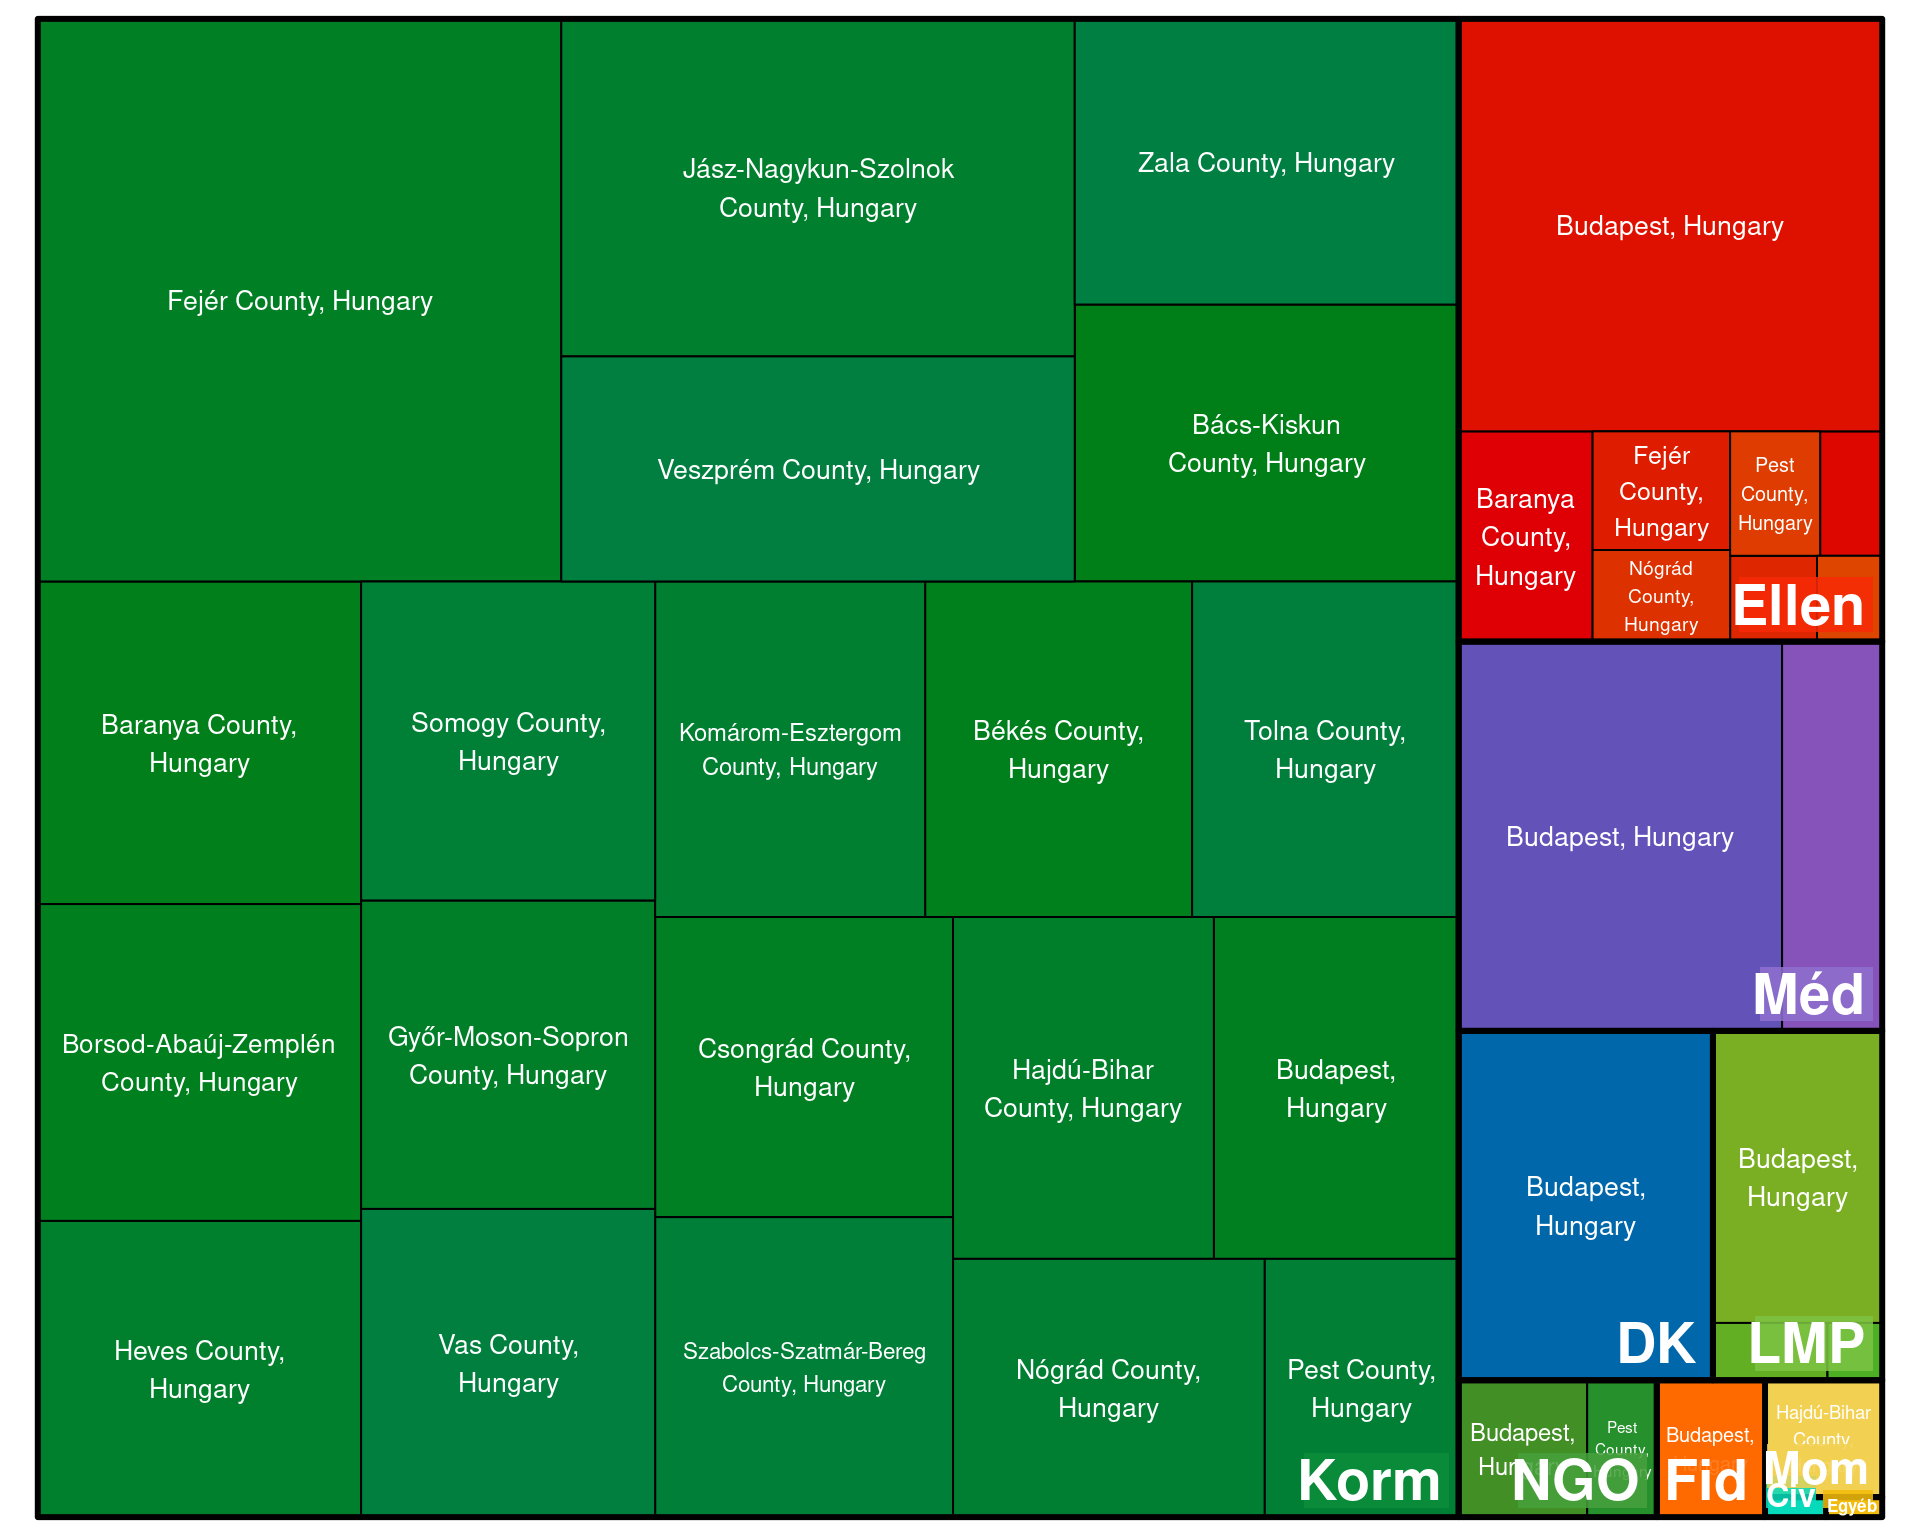 Fejér County, Hungary
Jász-Nagykun-Szolnok
County, Hungary
Zala County, Hungary
Veszprém County, Hungary
Bács-Kiskun
County, Hungary
Baranya County,
Hungary
Somogy County,
Hungary
Komárom-Esztergom
County, Hungary
Békés County,
Hungary
Tolna County,
Hungary
Borsod-Abaúj-Zemplén
County, Hungary
Győr-Moson-Sopron
County, Hungary
Csongrád County,
Hungary
Hajdú-Bihar
County, Hungary
Budapest,
Hungary
Heves County,
Hungary
Vas County,
Hungary
Szabolcs-Szatmár-Bereg
County, Hungary
Nógrád County,
Hungary
Pest County,
Hungary
Korm
Budapest, Hungary
Baranya
County,
Hungary
Fejér
County,
Hungary
Nógrád
County,
Hungary
Pest
County,
Hungary
Ellen
Budapest, Hungary
Méd
Budapest,
Hungary
DK
Budapest,
Hungary
LMP
Budapest,
Pest
County,
NGO
Budapest,
Fid
Hajdú-Bihar
County,
Mom
Civ
Egyéb